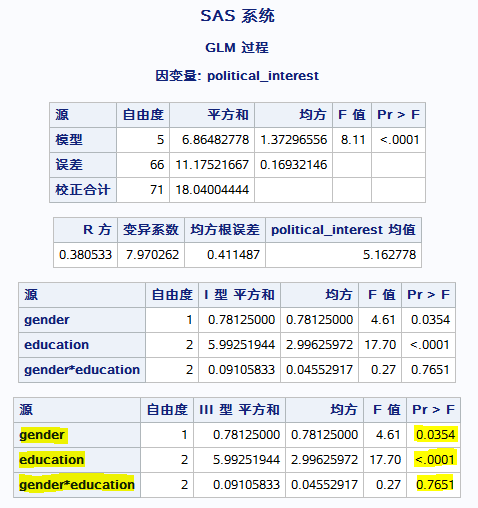 SAS 系统
GLM 过程
因变量: political_interest
源 自由度 平方和 均方 F 值 Pr > F
模型 5 6.86482778 1.37296556 8.11 <.0001
误差 66 11.17521667 0.16932146
校正合计 71 18.04004444
R 方 变异系数 均方根误差 political_interest 均值
0.380533 7.970262 0.411487 5.162778
源 自由度 I 型 平方和 均方 F 值 Pr > F
gender 1 0.78125000 0.78125000 4.61 0.0354
education 2 5.99251944 2.99625972 17.70 <.0001
gender*education 2 0.09105833 0.04552917 0.27 0.7651
源 自由度 III 型 平方和 均方 F 值 Pr > F
gender 1 0.78125000 0.78125000 4.61 0.0354
education 2 5.99251944 2.99625972 17.70 <.0001
gender*education 2 0.09105833 0.04552917 0.27 0.7651